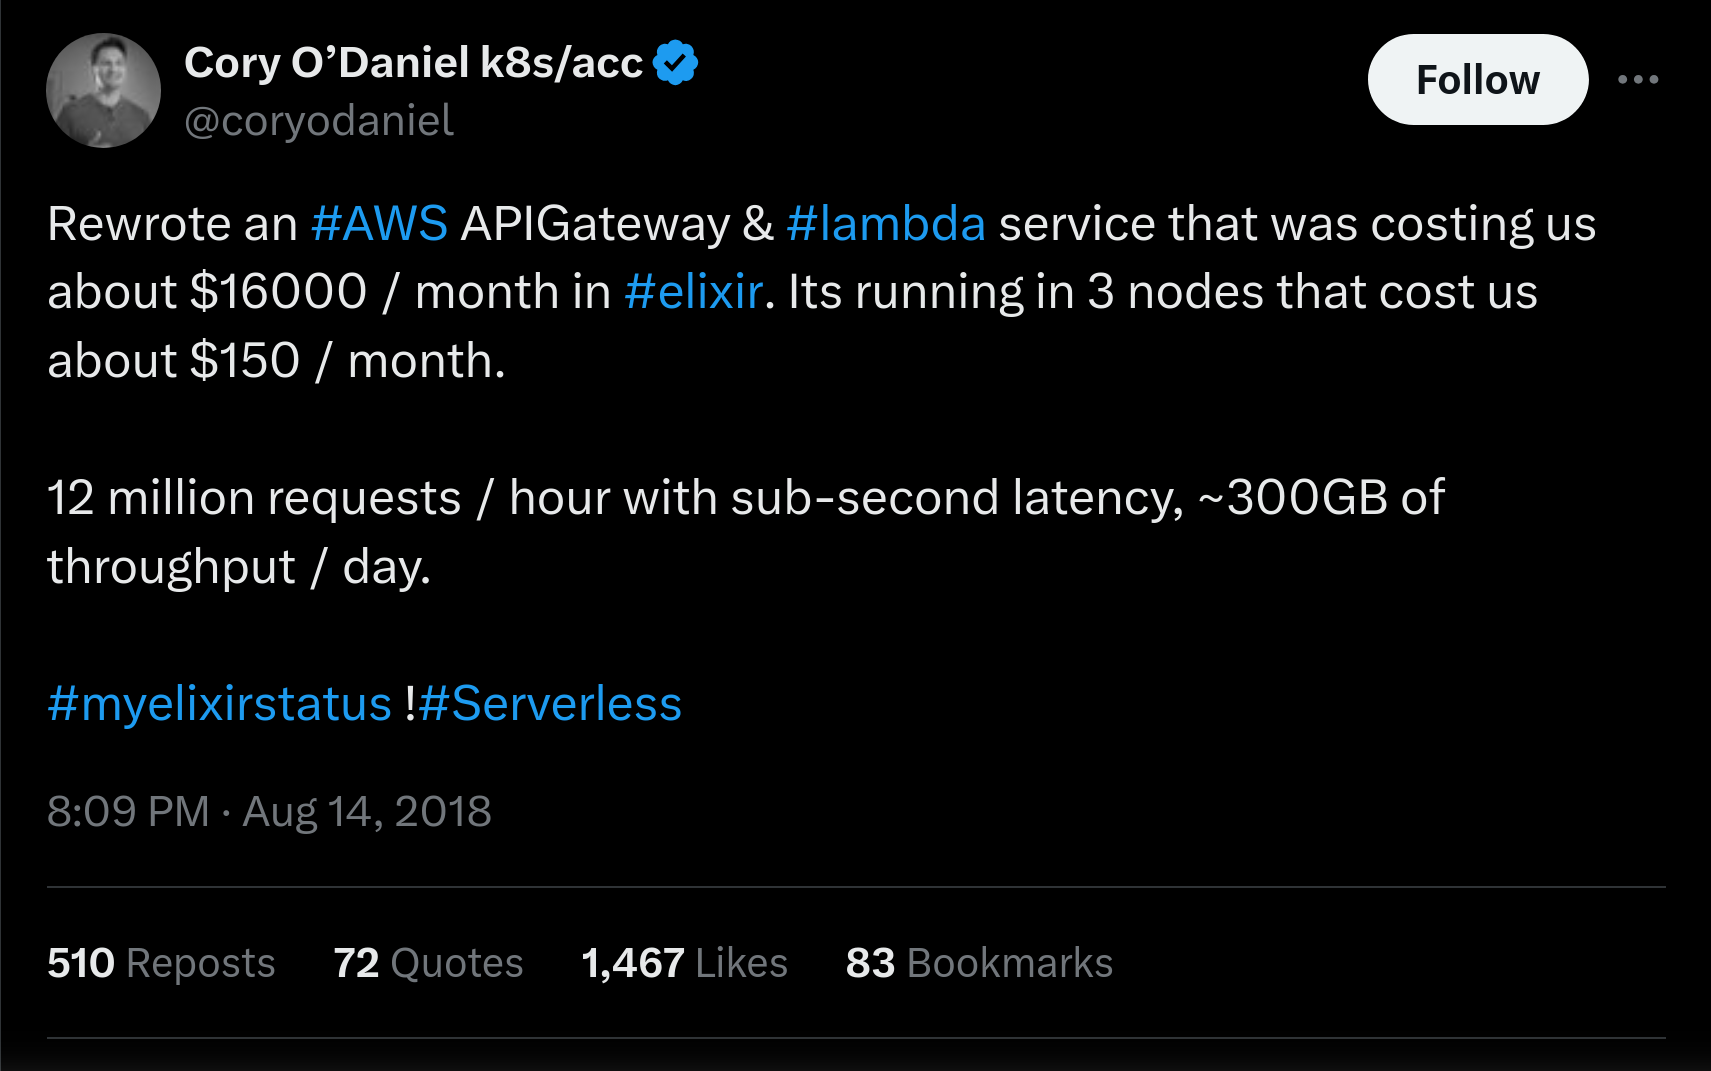 Cory O’Daniel k8s/acc
@coryodaniel
Follow
Rewrote an #AWS APIGateway & #lambda service that was costing us
about $16000 / month in #elixir. Its running in 3 nodes that cost us
about $150 / month.
12 million requests / hour with sub-second latency, ~300GB of
throughput / day.
#myelixirstatus !#Serverless
8:09 PM · Aug 14, 2018
510 Reposts 72 Quotes 1,467 Likes 83 Bookmarks